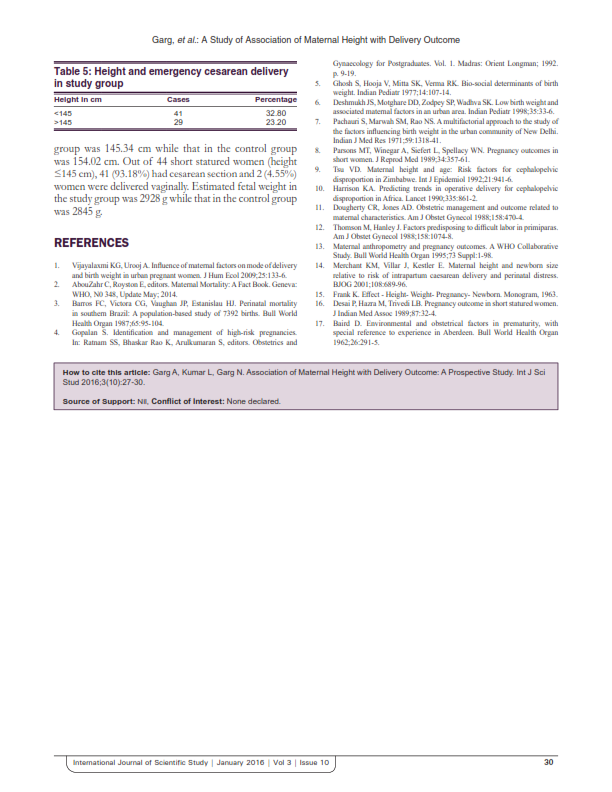 Garg, et al.: A Study of Association of Maternal Height with Delivery Outcome
Table 5: Height and emergency cesarean delivery
in study group
Height in cm Cases Percentage
<145 41 32.80
>145 29 23.20
group was 145.34 cm while that in the control group
was 154.02 cm. Out of 44 short statured women (height
≤145 cm), 41 (93.18%) had cesarean section and 2 (4.55%)
women were delivered vaginally. Estimated fetal weight in
the study group was 2928 g while that in the control group
was 2845 g.
REFERENCES
1. Vijayalaxmi KG, Urooj A. Influence of maternal factors on mode of delivery
and birth weight in urban pregnant women. J Hum Ecol 2009;25:133-6.
2. AbouZahr C, Royston E, editors. Maternal Mortality: A Fact Book. Geneva:
WHO, N0 348, Update May; 2014.
3. Barros FC, Victora CG, Vaughan JP, Estanislau HJ. Perinatal mortality
in southern Brazil: A population-based study of 7392 births. Bull World
Health Organ 1987;65:95-104.
4. Gopalan S. Identification and management of high-risk pregnancies.
In: Ratnam SS, Bhaskar Rao K, Arulkumaran S, editors. Obstetrics and
Gynaecology for Postgraduates. Vol. 1. Madras: Orient Longman; 1992.
p. 9-19.
5. Ghosh S, Hooja V, Mitta SK, Verma RK. Bio-social determinants of birth
weight. Indian Pediatr 1977;14:107-14.
6. Deshmukh JS, Motghare DD, Zodpey SP, Wadhva SK. Low birth weight and
associated maternal factors in an urban area. Indian Pediatr 1998;35:33-6.
7. Pachauri S, Marwah SM, Rao NS. A multifactorial approach to the study of
the factors influencing birth weight in the urban community of New Delhi.
Indian J Med Res 1971;59:1318-41.
8. Parsons MT, Winegar A, Siefert L, Spellacy WN. Pregnancy outcomes in
short women. J Reprod Med 1989;34:357-61.
9. Tsu VD. Maternal height and age: Risk factors for cephalopelvic
disproportion in Zimbabwe. Int J Epidemiol 1992;21:941-6.
10. Harrison KA. Predicting trends in operative delivery for cephalopelvic
disproportion in Africa. Lancet 1990;335:861-2.
11. Dougherty CR, Jones AD. Obstetric management and outcome related to
maternal characteristics. Am J Obstet Gynecol 1988;158:470-4.
12. Thomson M, Hanley J. Factors predisposing to difficult labor in primiparas.
Am J Obstet Gynecol 1988;158:1074-8.
13. Maternal anthropometry and pregnancy outcomes. A WHO Collaborative
Study. Bull World Health Organ 1995;73 Suppl:1-98.
14. Merchant KM, Villar J, Kestler E. Maternal height and newborn size
relative to risk of intrapartum caesarean delivery and perinatal distress.
BJOG 2001;108:689-96.
15. Frank K. Effect - Height- Weight- Pregnancy- Newborn. Monogram, 1963.
16. Desai P, Hazra M, Trivedi LB. Pregnancy outcome in short statured women.
J Indian Med Assoc 1989;87:32-4.
17. Baird D. Environmental and obstetrical factors in prematurity, with
special reference to experience in Aberdeen. Bull World Health Organ
1962;26:291-5.
How to cite this article: Garg A, Kumar L, Garg N. Association of Maternal Height with Delivery Outcome: A Prospective Study. Int J Sci
Stud 2016;3(10):27-30.
Source of Support: Nil, Conflict of Interest: None declared.
International Journal of Scientific Study | January 2016 | Vol 3 | Issue 10 30